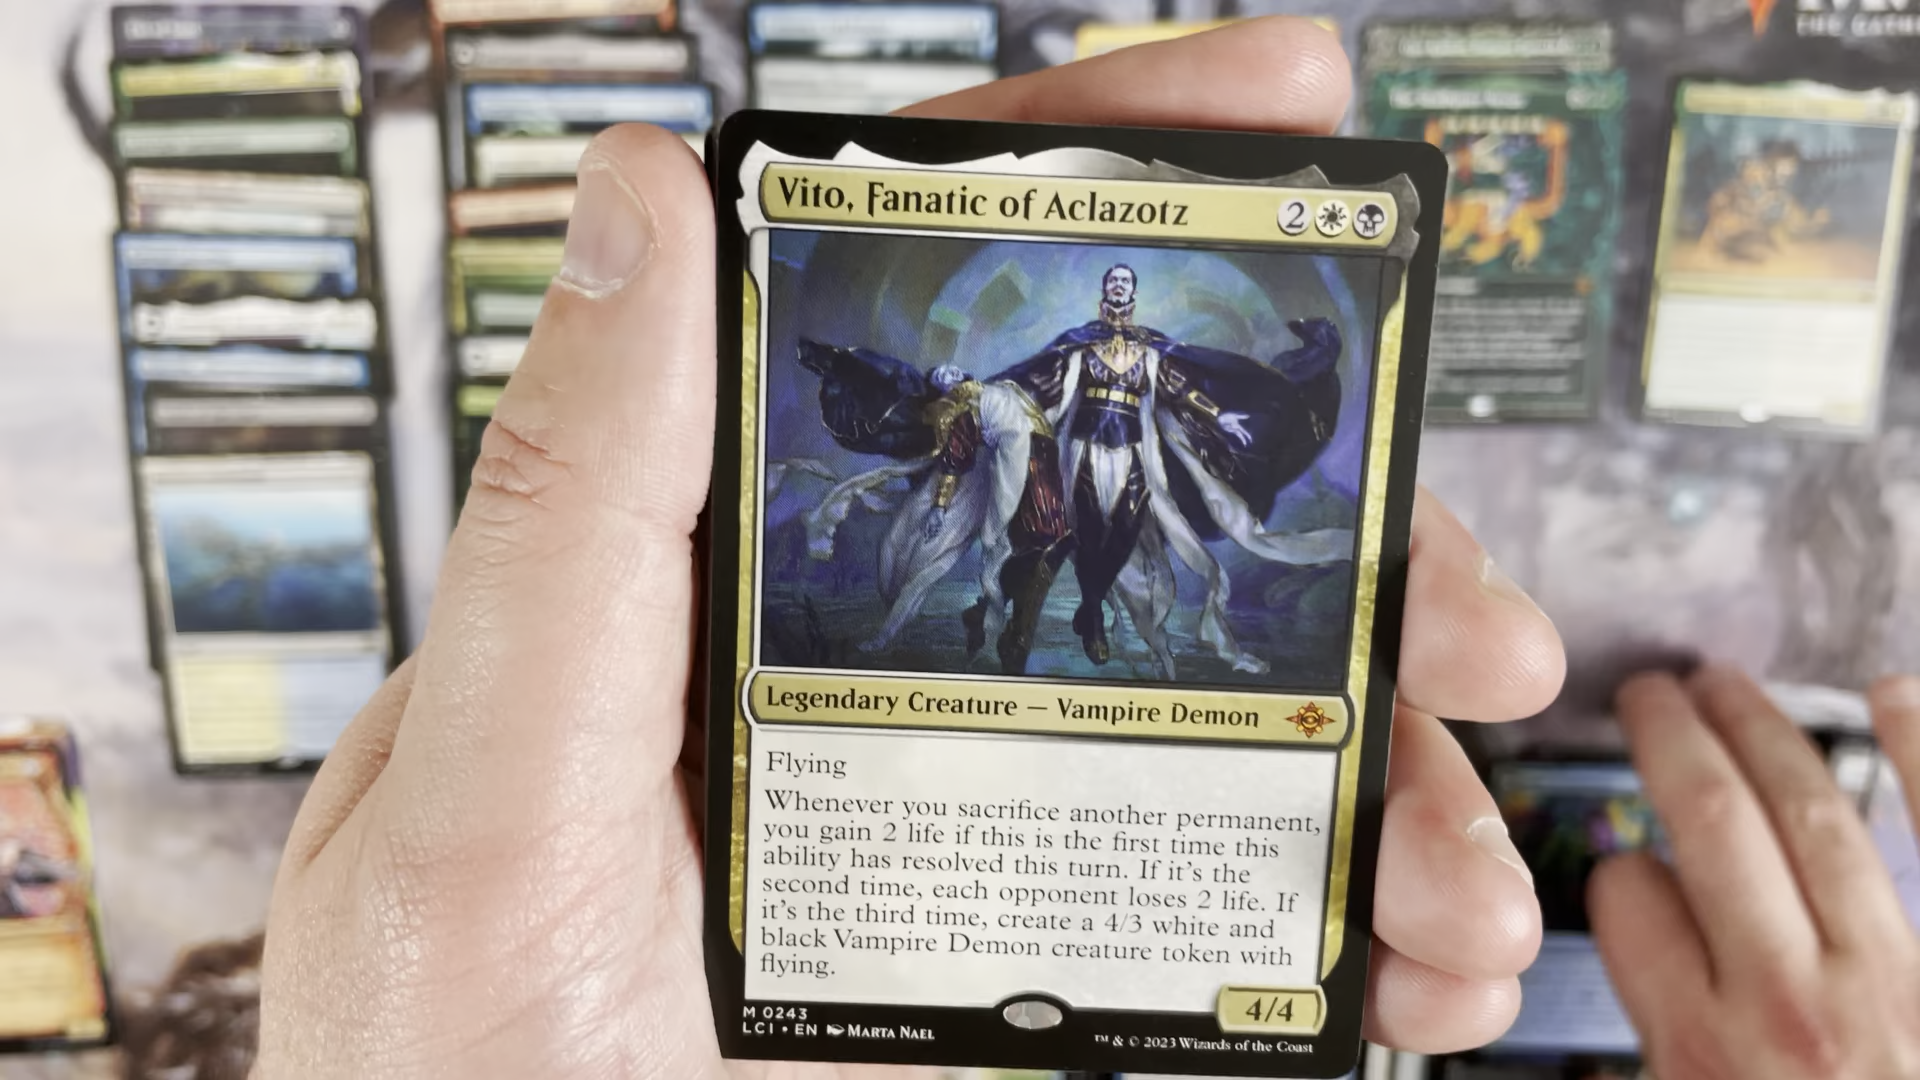 THE GATHE
Vito, Fanatic of Aclazotz
2
Legendary Creature — Vampire Demon
Flying
Whenever you sacrifice another permanent,
you gain 2 life if this is the first time this
ability has resolved this turn. If it's the
second time, each opponent loses 2 life. If
it's the third time, create a 4/3 white and
black Vampire Demon creature token with
flying.
4/4
M 0243
LCI • EN MARTA NAEL
™ & © 2023 Wizards of the Coast